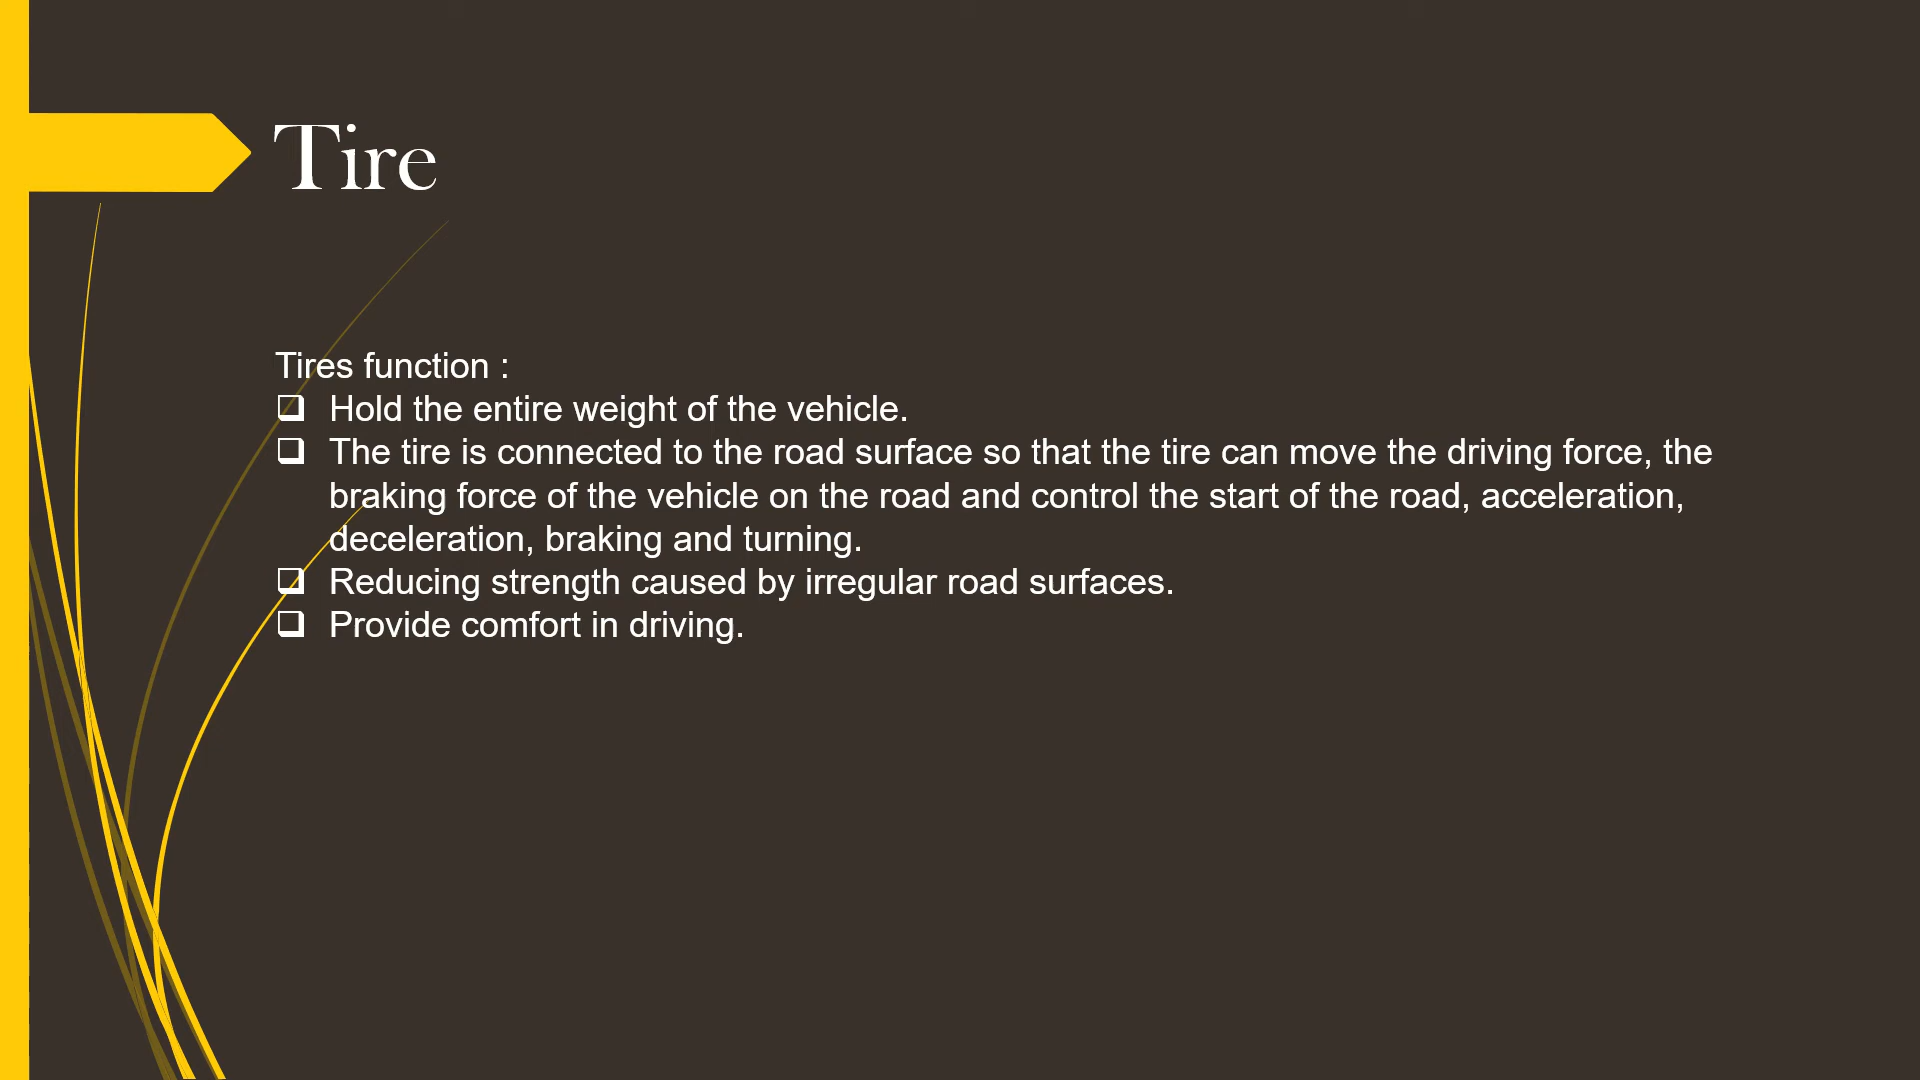 Tire
Tires function :
❑ Hold the entire weight of the vehicle.
❑ The tire is connected to the road surface so that the tire can move the driving force, the
braking force of the vehicle on the road and control the start of the road, acceleration,
deceleration, braking and turning.
❑ Reducing strength caused by irregular road surfaces.
❑ Provide comfort in driving.